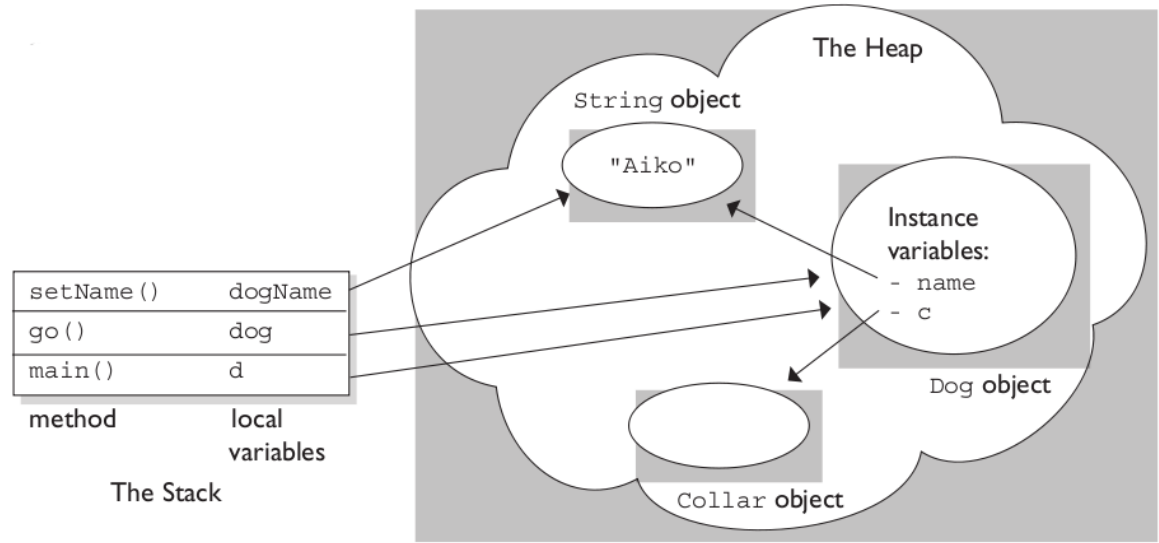 The Heap
String object
"Aiko"
Instance
variables:
- name
- c
Dog object
Collar object
setName() dogName
go() dog
main() d
method local
variables
The Stack